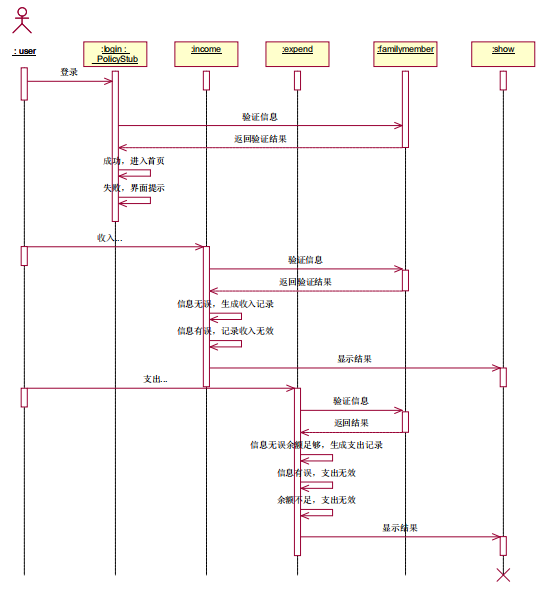 : user
:login :
PolicyStub
:income
:expend
:familymember
:show
登录
验证信息
返回验证结果
成功，进入首页
失败，界面提示
收入...
验证信息
返回验证结果
信息无误，生成收入记录
信息有误，记录收入无效
显示结果
支出...
验证信息
返回结果
信息无误余额足够，生成支出记录
信息有误，支出无效
余额不足，支出无效
显示结果